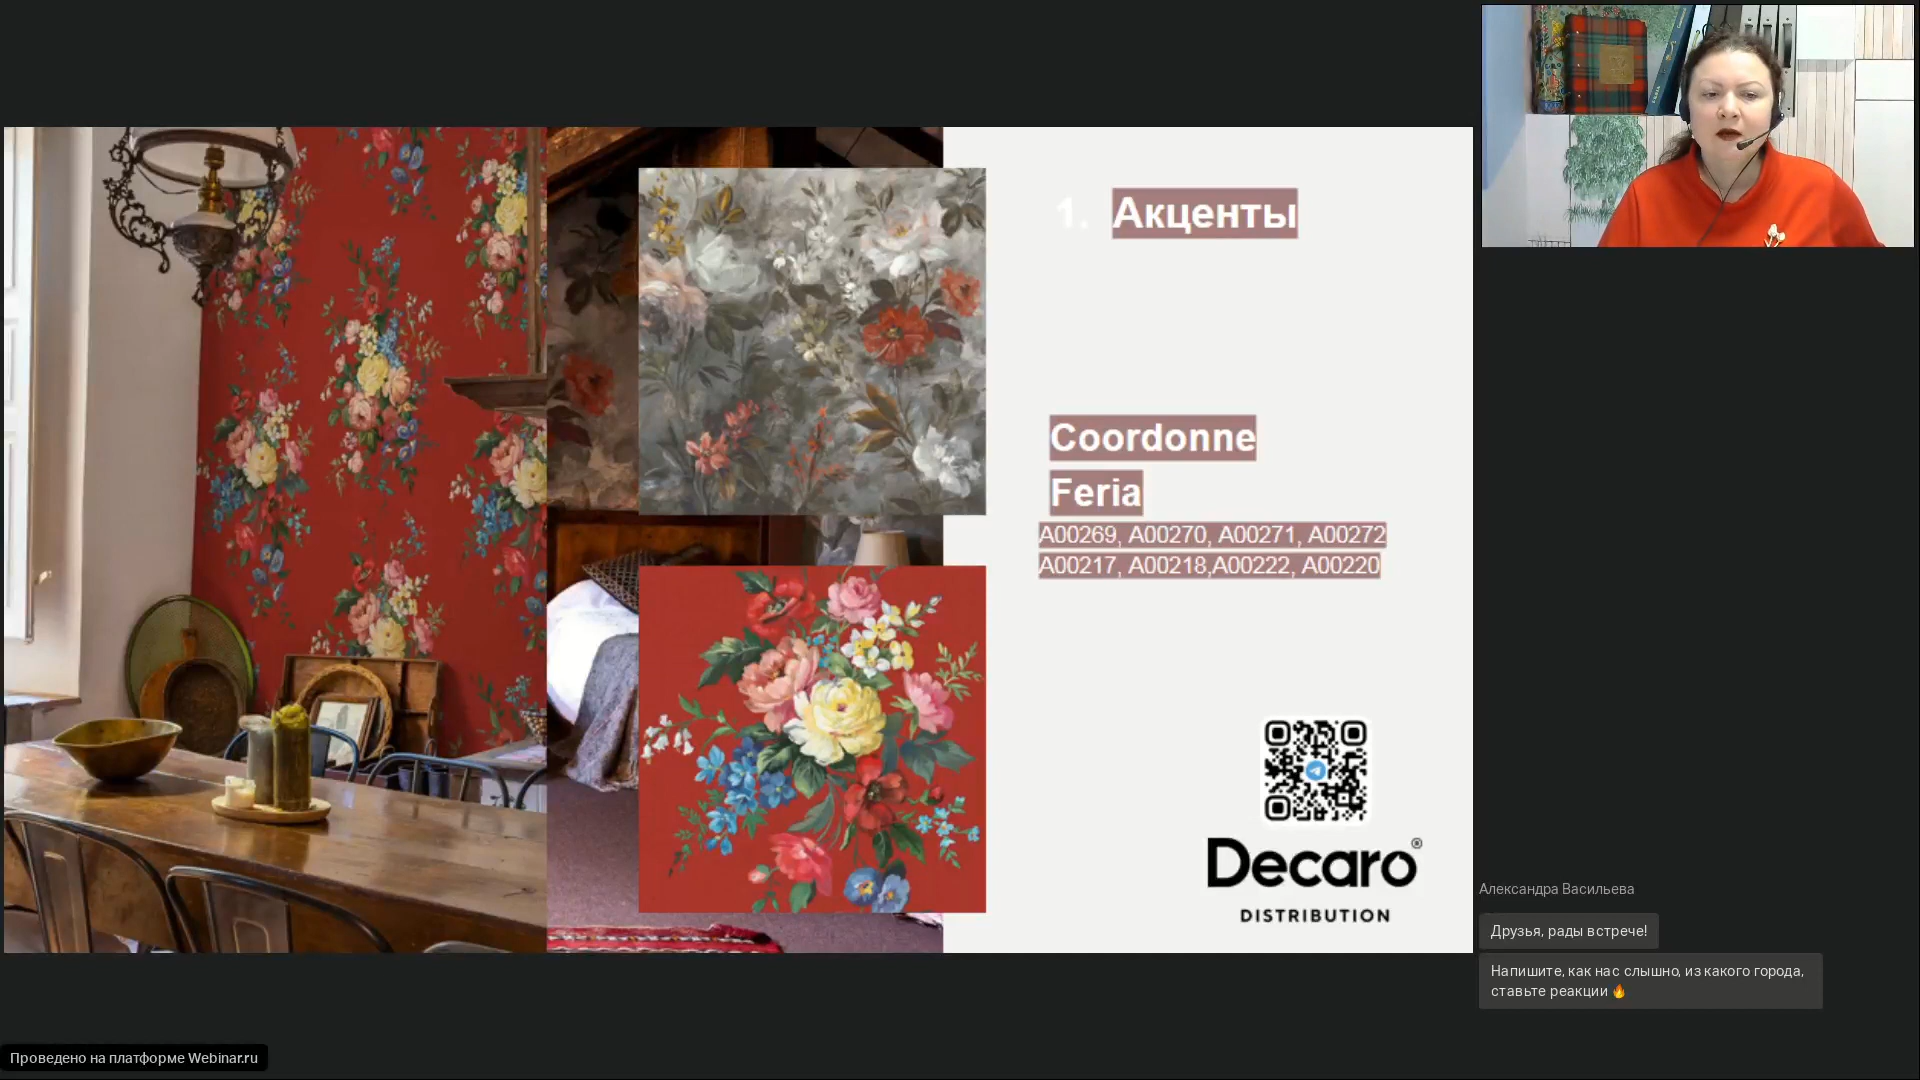 1. Акценты
Coordonne
Feria
A00269, A00270, A00271, A00272
A00217, A00218,A00222, A00220
Decaro®
DISTRIBUTION
Александра Васильева
Друзья, рады встрече!
Напишите, как нас слышно, из какого города,
ставьте реакции 🔥
Проведено на платформе Webinar.ru